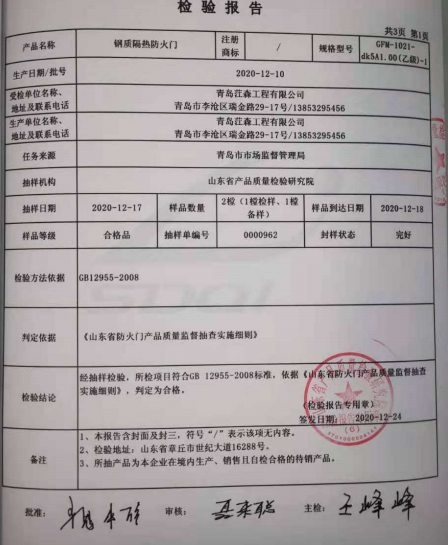 检验报告
共3页 第1页
产品名称 钢质隔热防火门 注册商标 / 规格型号 GFM-1021-dk5A1.00(乙级)-1
生产日期/批号 2020-12-10
受检单位名称、地址及联系电话 青岛茌森工程有限公司
青岛市李沧区瑞金路29-17号/13853295456
生产单位名称、地址及联系电话 青岛茌森工程有限公司
青岛市李沧区瑞金路29-17号/13853295456
任务来源 青岛市市场监督管理局
抽样机构 山东省产品质量检验研究院
抽样日期 2020-12-17 样品数量 2樘(1樘检样、1樘备样) 样品到达日期 2020-12-18
样品等级 合格品 抽样单编号 0000962 封样状态 完好
检验方法依据 GB12955-2008
判定依据 《山东省防火门产品质量监督抽查实施细则》
检验结论 经抽样检验，所检项目符合GB 12955-2008标准，依据《山东省防火门产品质量监督抽查
实施细则》，判定为合格。
(检验报告专用章)
签发日期: 2020-12-24
备注 1、本报告含封面及封三，符号"/"表示该项无内容。
2、检验地址：山东省章丘市世纪大道16288号。
3、所抽产品为本企业在境内生产、销售且自检合格的待销产品。
批准: 审核: 主检: 王峰峰